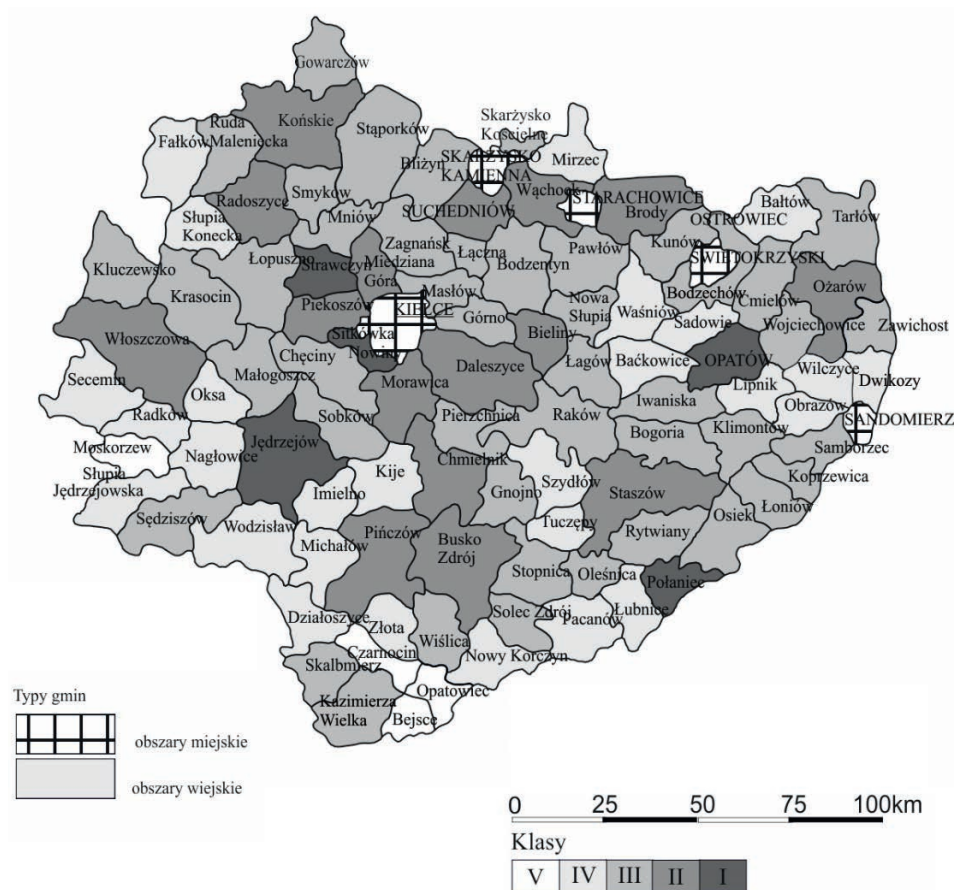 Gowarczów
Końskie
Ruda
Maleniecka
Fałków
Stąporków
Skarżysko
Kościelne
SKARŻYSKO
KAMIENNA
Bliżyn
Mirzec
Radoszyce
Smyków
Wąchock
STARACHOWICE
Brody
Bałtów
Słupia
Konecka
Mniów
SUCHEDNIÓW
OSTROWIEC
ŚWIĘTOKRZYSKI
Tarłów
Łopuszno
Strawczyn
Zagnańsk
Miedziana
Góra
Łączna
Bodzentyn
Pawłów
Kunów
Kluczewsko
Krasocin
Piekoszów
KIELCE
Masłów
Górno
Nowa
Słupia
Waśniów
Bodzechów
Sadowie
Ćmielów
Ożarów
Wojciechowice
Zawichost
Włoszczowa
Sitkówka
Nowiny
Chęciny
Małogoszcz
Morawica
Daleszyce
Bieliny
Łagów
Baćkowice
OPATÓW
Lipnik
Wilczyce
Dwikozy
Secemin
Oksa
Radków
Sobków
Pierzchnica
Raków
Iwaniska
Obrazów
SANDOMIERZ
Moskorzew
Nagłowice
Jędrzejów
Chmielnik
Bogoria
Klimontów
Samborzec
Słupia
Jędrzejowska
Imielno
Kije
Gnojno
Szydłów
Staszów
Koprzywnica
Sędziszów
Wodzisław
Michałów
Pińczów
Busko
Zdrój
Tuczępy
Rytwiany
Osiek
Łoniów
Stopnica
Oleśnica
Połaniec
Działoszyce
Złota
Wiślica
Solec Zdrój
Pacanów
Łubnice
Czarnocin
Skalbmierz
Nowy Korczyn
Kazimierza
Wielka
Opatowiec
Bejsce
Typy gmin
obszary miejskie
obszary wiejskie
0 25 50 75 100km
Klasy
V IV III II I